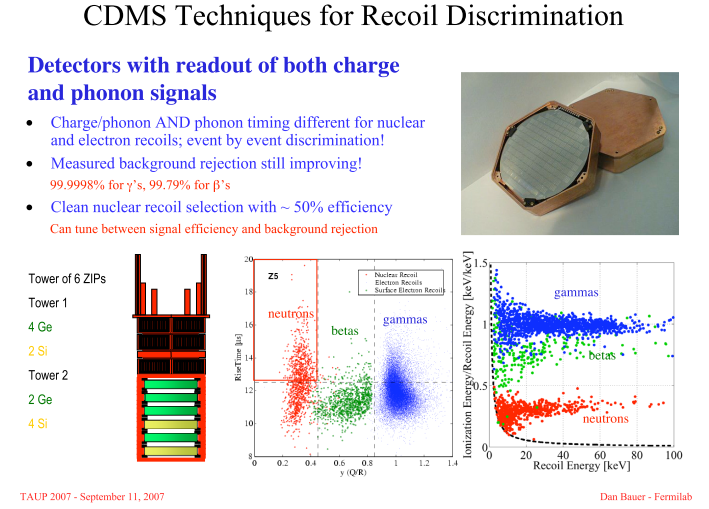 CDMS Techniques for Recoil Discrimination
Detectors with readout of both charge
and phonon signals
• Charge/phonon AND phonon timing different for nuclear
and electron recoils; event by event discrimination!
• Measured background rejection still improving!
99.9998% for γ’s, 99.79% for β’s
• Clean nuclear recoil selection with ~ 50% efficiency
Can tune between signal efficiency and background rejection
Tower of 6 ZIPs
Tower 1
4 Ge
2 Si
Tower 2
2 Ge
4 Si
Z5
Nucleus Recoil
Electron Recoils
Surface Electron Recoils
neutrons
betas
gammas
RiseTime [µs]
20
18
16
14
12
10
8
0 0.2 0.4 0.6 0.8 1 1.2 1.4
y (Q/R)
Ionization Energy/Recoil Energy [keV/keV]
1.5
1
0.5
0
gammas
betas
neutrons
0 20 40 60 80 100
Recoil Energy [keV]
TAUP 2007 - September 11, 2007
Dan Bauer - Fermilab